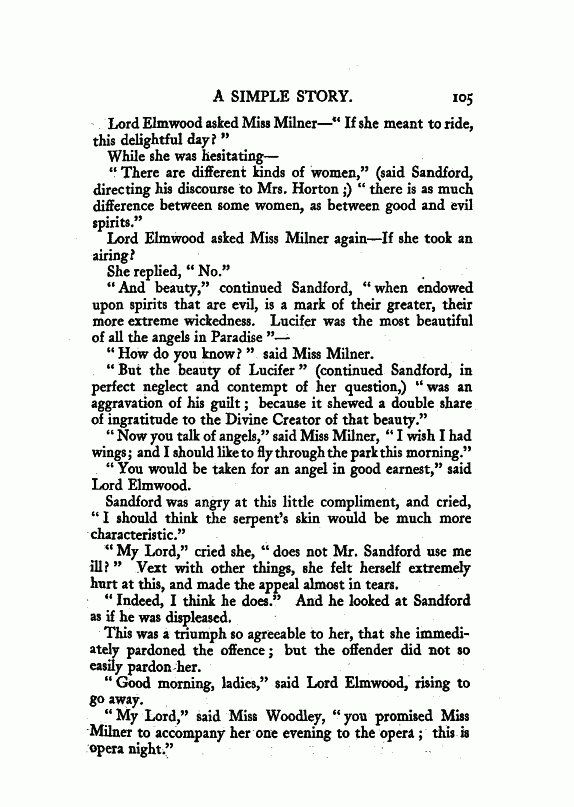 A SIMPLE STORY. 105
Lord Elmwood asked Miss Milner—“ If she meant to ride,
this delightful day? ”
While she was hesitating—
“ There are different kinds of women,” (said Sandford,
directing his discourse to Mrs. Horton ;) “ there is as much
difference between some women, as between good and evil
spirits.”
Lord Elmwood asked Miss Milner again—If she took an
airing?
She replied, “ No.”
“ And beauty,” continued Sandford, “ when endowed
upon spirits that are evil, is a mark of their greater, their
more extreme wickedness. Lucifer was the most beautiful
of all the angels in Paradise ”—
“ How do you know? ” said Miss Milner.
“ But the beauty of Lucifer ” (continued Sandford, in
perfect neglect and contempt of her question,) “ was an
aggravation of his guilt ; because it shewed a double share
of ingratitude to the Divine Creator of that beauty.”
“ Now you talk of angels,” said Miss Milner, “ I wish I had
wings; and I should like to fly through the park this morning.”
“ You would be taken for an angel in good earnest,” said
Lord Elmwood.
Sandford was angry at this little compliment, and cried,
“ I should think the serpent’s skin would be much more
characteristic.”
“ My Lord,” cried she, “ does not Mr. Sandford use me
ill? ” Vext with other things, she felt herself extremely
hurt at this, and made the appeal almost in tears.
“ Indeed, I think he does.” And he looked at Sandford
as if he was displeased.
This was a triumph so agreeable to her, that she immedi-
ately pardoned the offence ; but the offender did not so
easily pardon her.
“ Good morning, ladies,” said Lord Elmwood, rising to
go away.
“ My Lord,” said Miss Woodley, “ you promised Miss
Milner to accompany her one evening to the opera ; this is
opera night.”